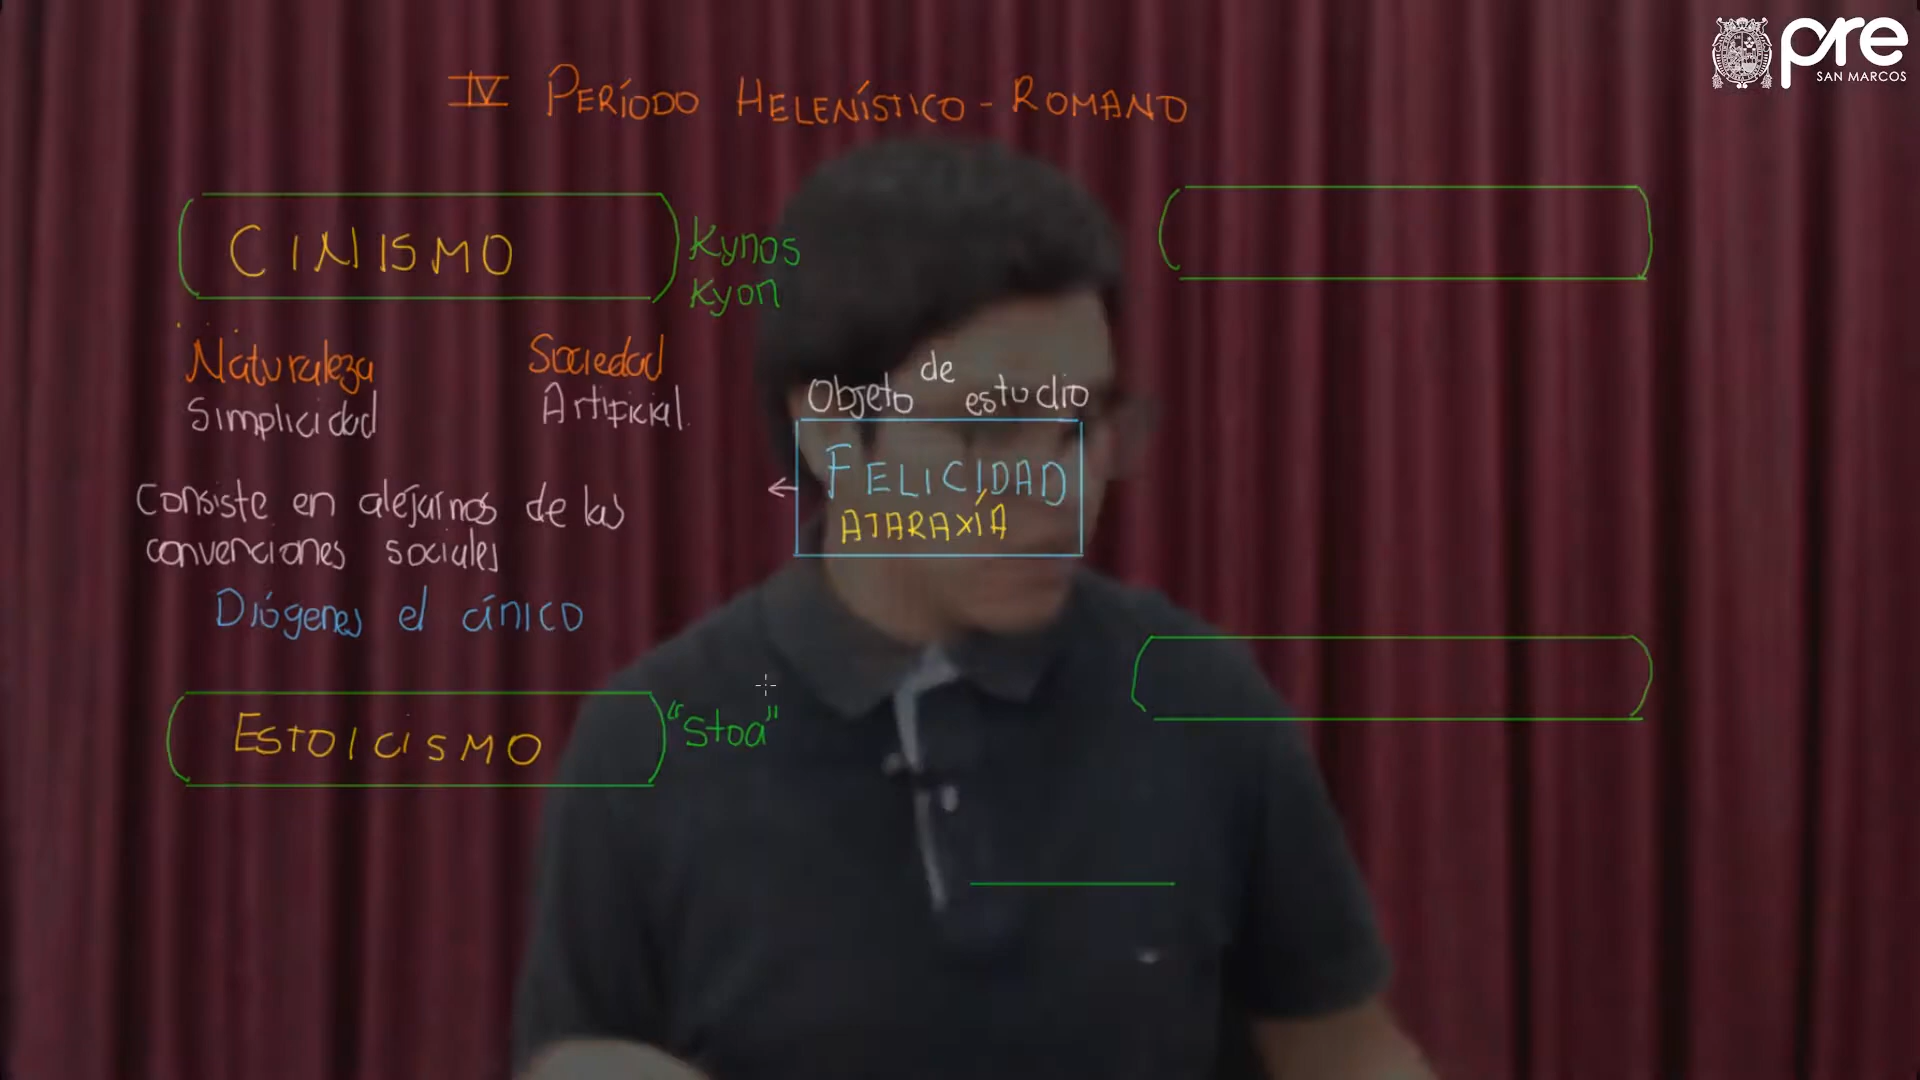 IV PERÍODO HELENÍSTICO - ROMANO
pre
SAN MARCOS
CINISMO
Kynos
Kyon
Naturaleza
Sociedad
Simplicidad
Artificial.
Objeto de estudio
FELICIDAD
ATARAXÍA
Consiste en alejarnos de las
convenciones sociales
Diógenes el cínico
ESTOICISMO
"Stoa"